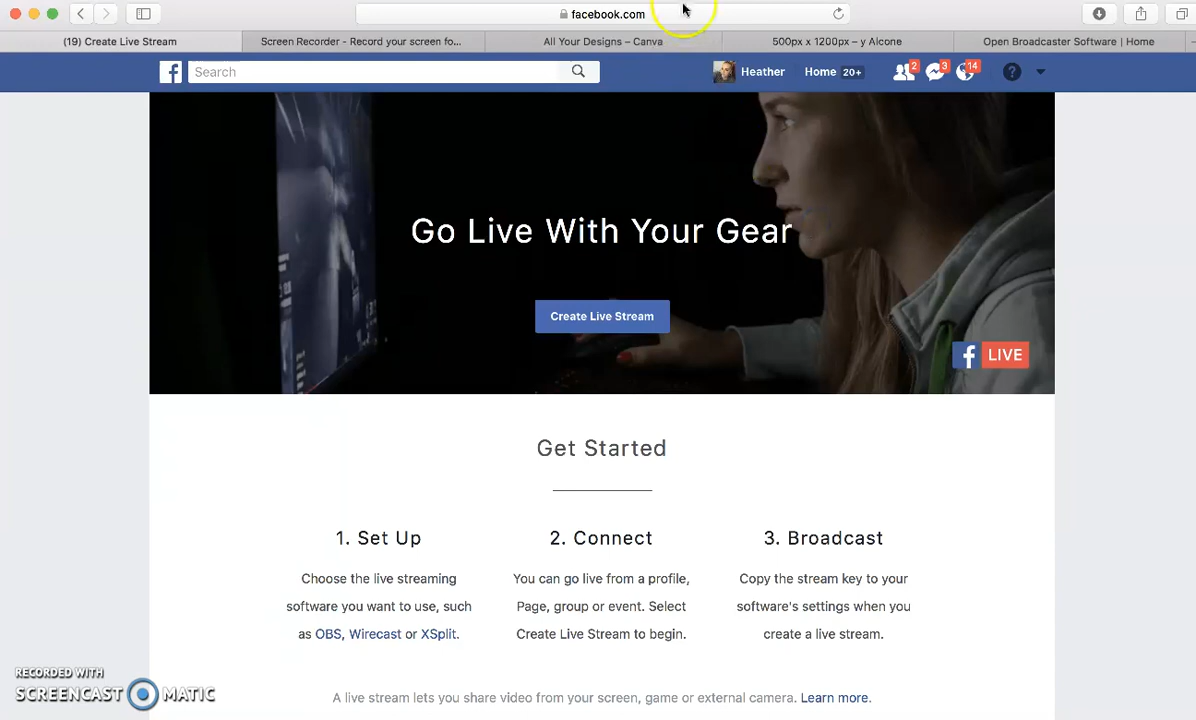 facebook.com
(19) Create Live Stream
Screen Recorder - Record your screen fo...
All Your Designs – Canva
500px x 1200px – y Alcone
Open Broadcaster Software | Home
f
Search
Heather
Home 20+
2
3
14
?
Go Live With Your Gear
Create Live Stream
f LIVE
Get Started
1. Set Up
2. Connect
3. Broadcast
Choose the live streaming
software you want to use, such
as OBS, Wirecast or XSplit.
You can go live from a profile,
Page, group or event. Select
Create Live Stream to begin.
Copy the stream key to your
software's settings when you
create a live stream.
A live stream lets you share video from your screen, game or external camera. Learn more.
RECORDED WITH
SCREENCAST MATIC